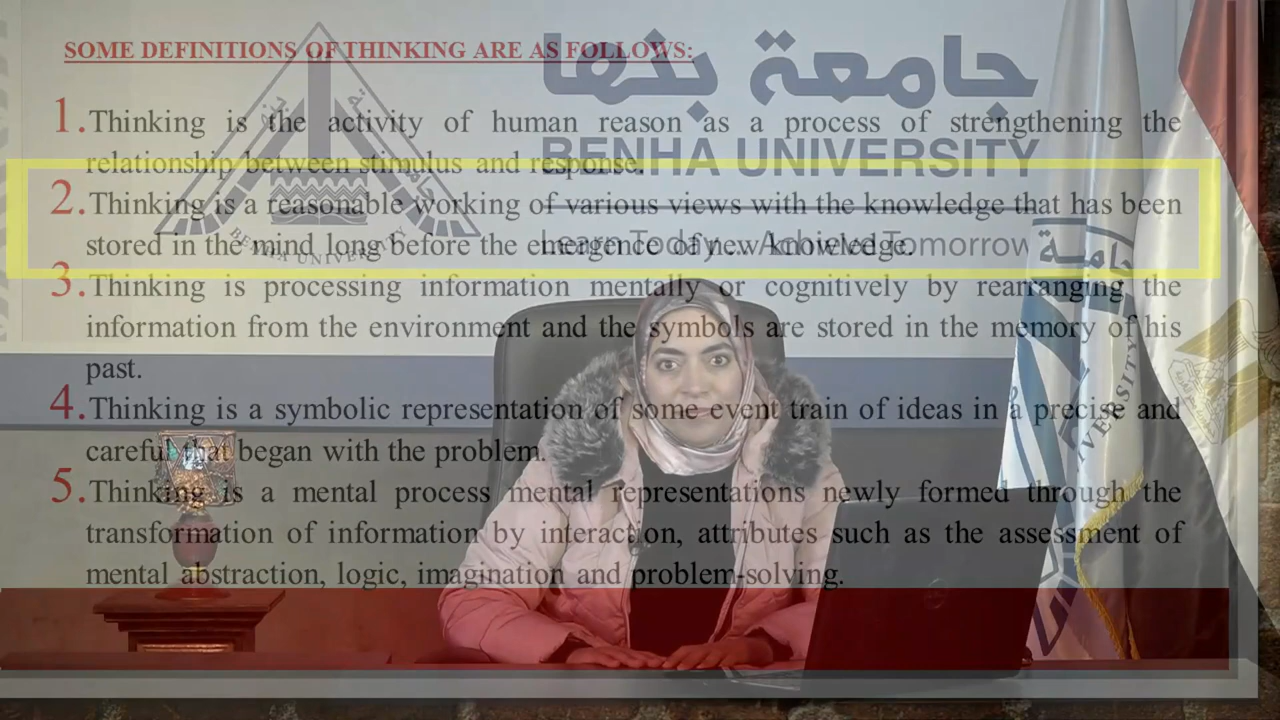 SOME DEFINITIONS OF THINKING ARE AS FOLLOWS:
جامعة بنها
BENHA UNIVERSITY
Learn Today... Achieve Tomorrow
BENHA UNIVERSITY
1.Thinking is the activity of human reason as a process of strengthening the
relationship between stimulus and response.
2.Thinking is a reasonable working of various views with the knowledge that has been
stored in the mind long before the emergence of new knowledge.
3.Thinking is processing information mentally or cognitively by rearranging the
information from the environment and the symbols are stored in the memory of his
past.
4.Thinking is a symbolic representation of some event train of ideas in a precise and
careful that began with the problem.
5.Thinking is a mental process mental representations newly formed through the
transformation of information by interaction, attributes such as the assessment of
mental abstraction, logic, imagination and problem-solving.